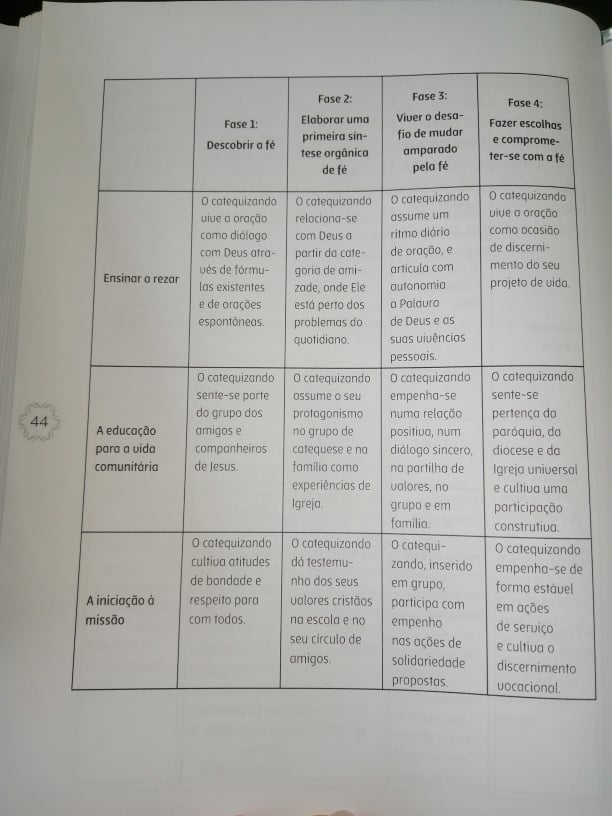 Fase 1:
Descobrir a fé
Fase 2:
Elaborar uma
primeira sín-
tese orgânica
de fé
Fase 3:
Viver o desa-
fio de mudar
amparado
pela fé
Fase 4:
Fazer escolhas
e comprome-
ter-se com a fé
Ensinar a rezar
O catequizando
vive a oração
como diálogo
com Deus atra-
vés de fórmu-
las existentes
e de orações
espontâneas.
O catequizando
relaciona-se
com Deus a
partir da cate-
goria de ami-
zade, onde Ele
está perto dos
problemas do
quotidiano.
O catequizando
assume um
ritmo diário
de oração, e
articula com
autonomia
a Palavra
de Deus e as
suas vivências
pessoais.
O catequizando
vive a oração
como ocasião
de discerni-
mento do seu
projeto de vida.
44
A educação
para a vida
comunitária
O catequizando
sente-se parte
do grupo dos
amigos e
companheiros
de Jesus.
O catequizando
assume o seu
protagonismo
no grupo de
catequese e na
família como
experiências de
Igreja.
O catequizando
empenha-se
numa relação
positiva, num
diálogo sincero,
na partilha de
valores, no
grupo e em
família.
O catequizando
sente-se
pertença da
paróquia, da
diocese e da
Igreja universal
e cultiva uma
participação
construtiva.
A iniciação à
missão
O catequizando
cultiva atitudes
de bondade e
respeito para
com todos.
O catequizando
dá testemu-
nho dos seus
valores cristãos
na escola e no
seu círculo de
amigos.
O catequi-
zando, inserido
em grupo,
participa com
empenho
nas ações de
solidariedade
propostas.
O catequizando
empenha-se de
forma estável
em ações
de serviço
e cultiva o
discernimento
vocacional.